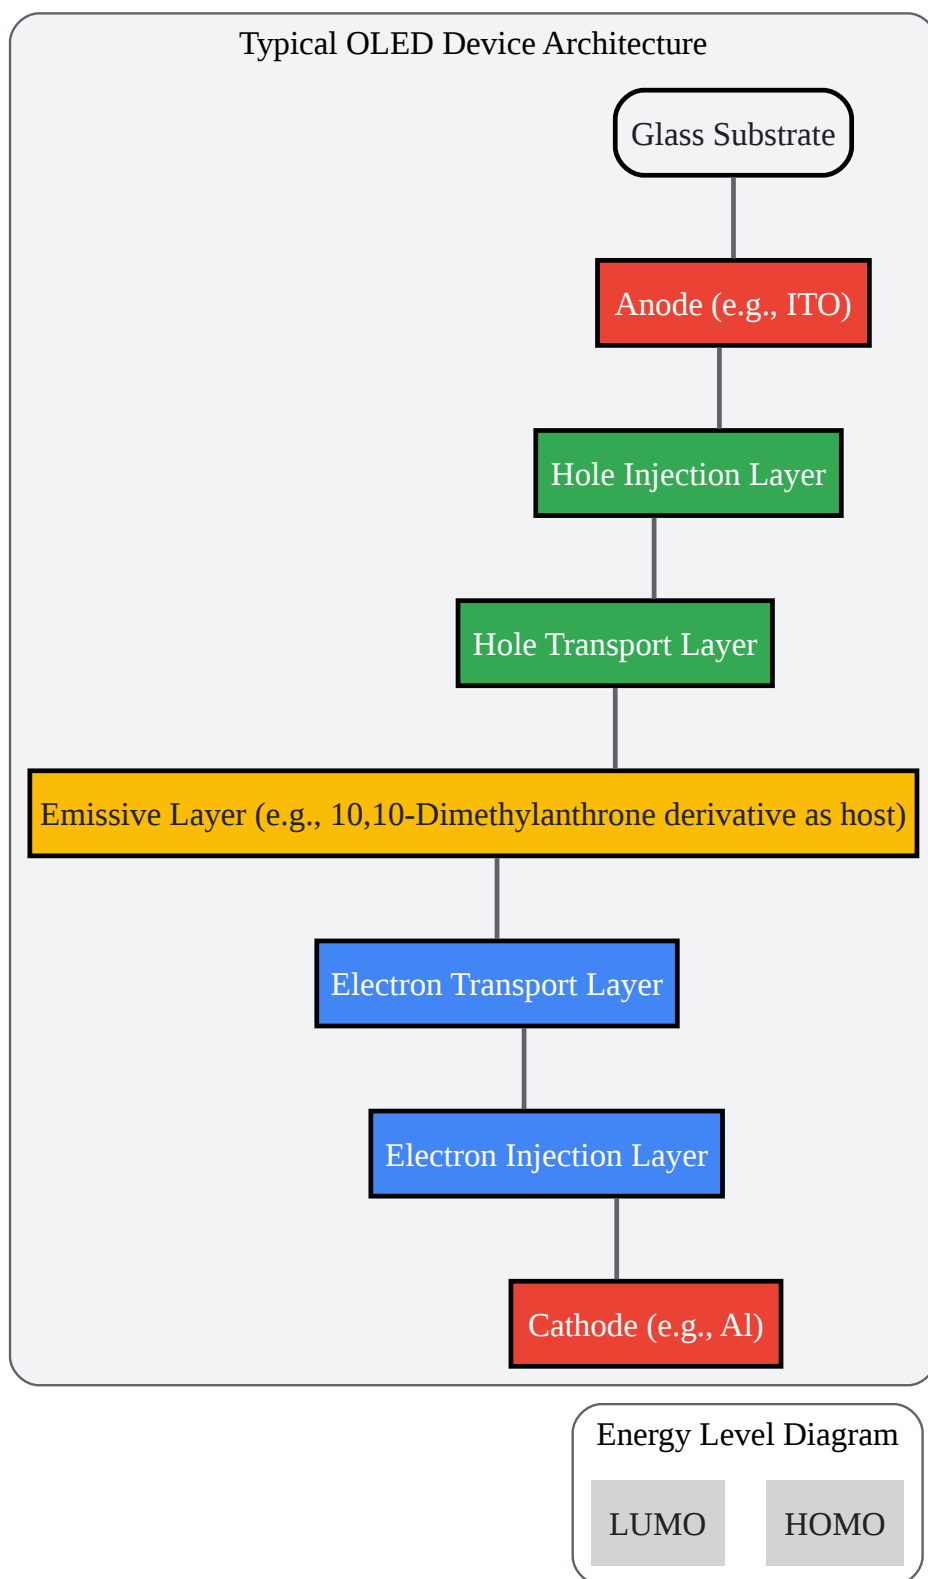 Typical OLED Device Architecture
Glass Substrate
Anode (e.g., ITO)
Hole Injection Layer
Hole Transport Layer
Emissive Layer (e.g., 10,10-Dimethylanthrone derivative as host)
Electron Transport Layer
Electron Injection Layer
Cathode (e.g., Al)
Energy Level Diagram
LUMO
HOMO